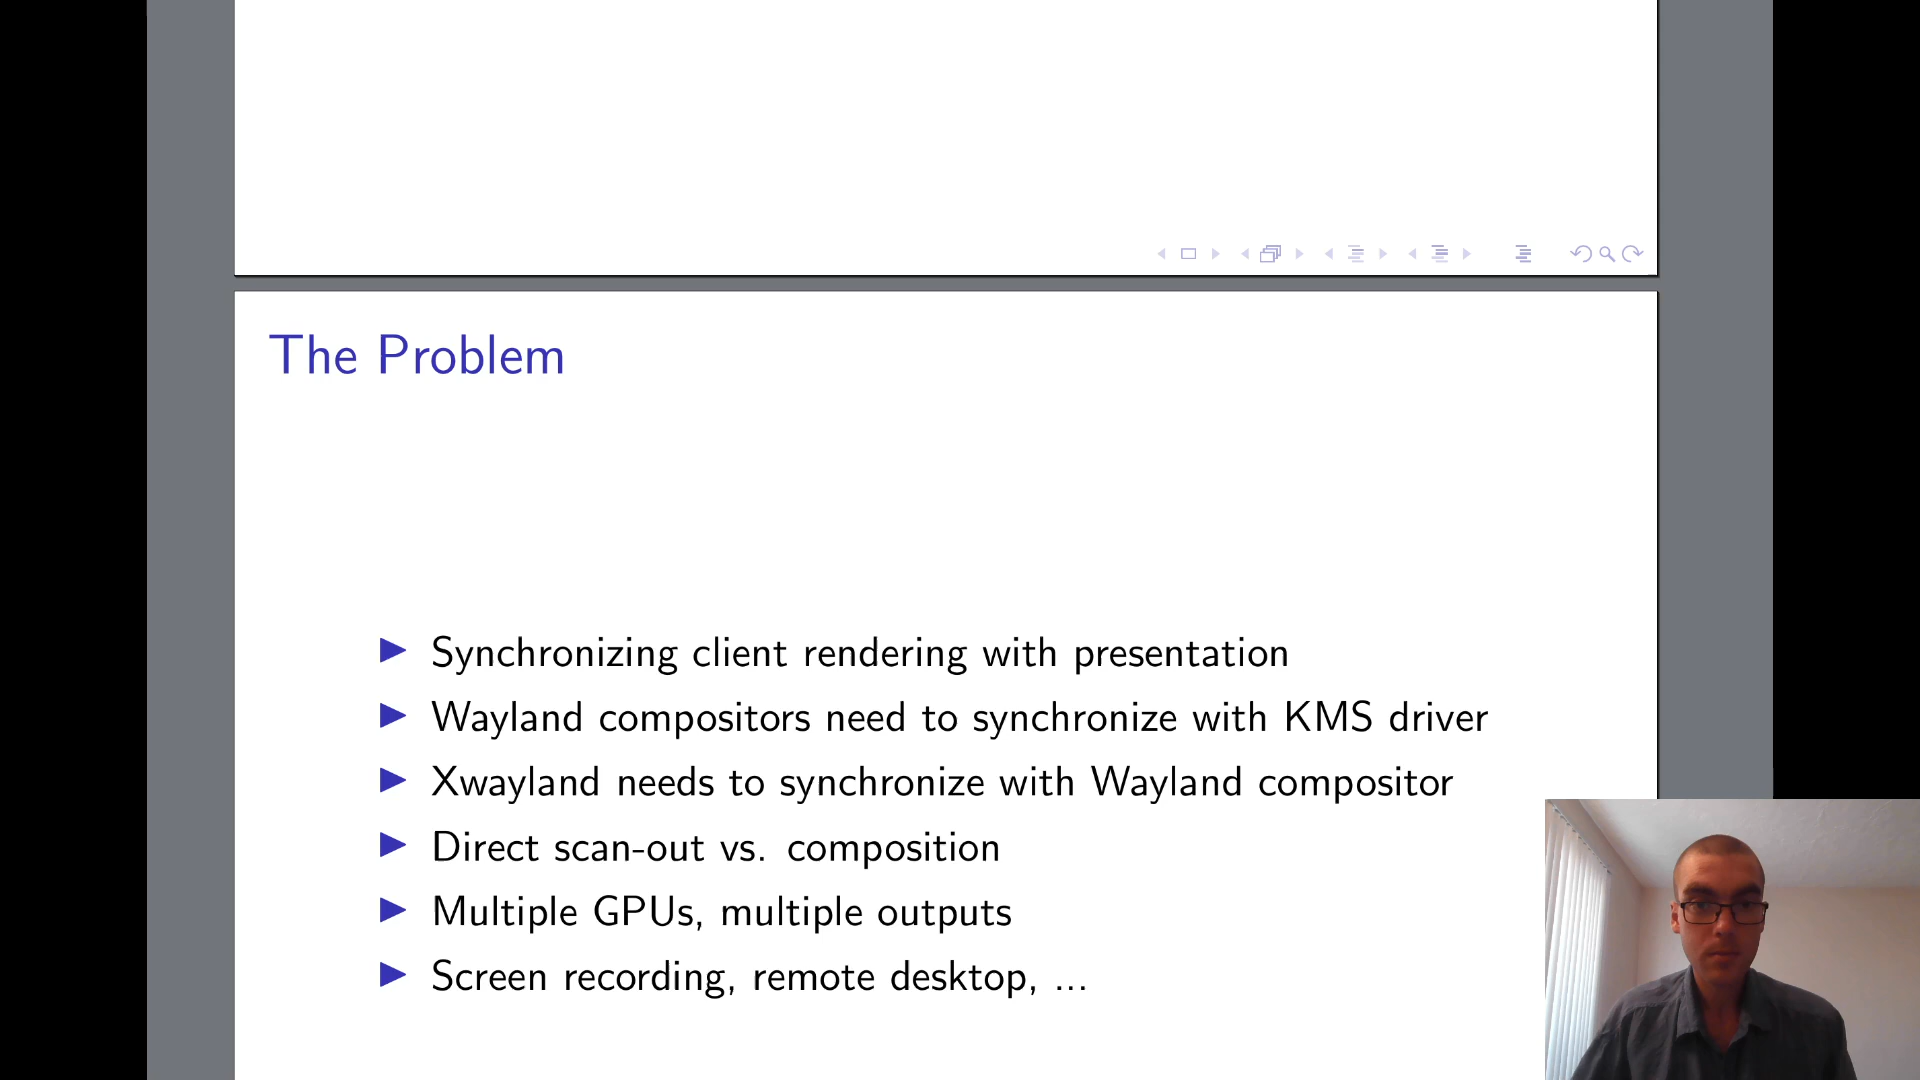 The Problem
Synchronizing client rendering with presentation
Wayland compositors need to synchronize with KMS driver
Xwayland needs to synchronize with Wayland compositor
Direct scan-out vs. composition
Multiple GPUs, multiple outputs
Screen recording, remote desktop, ...